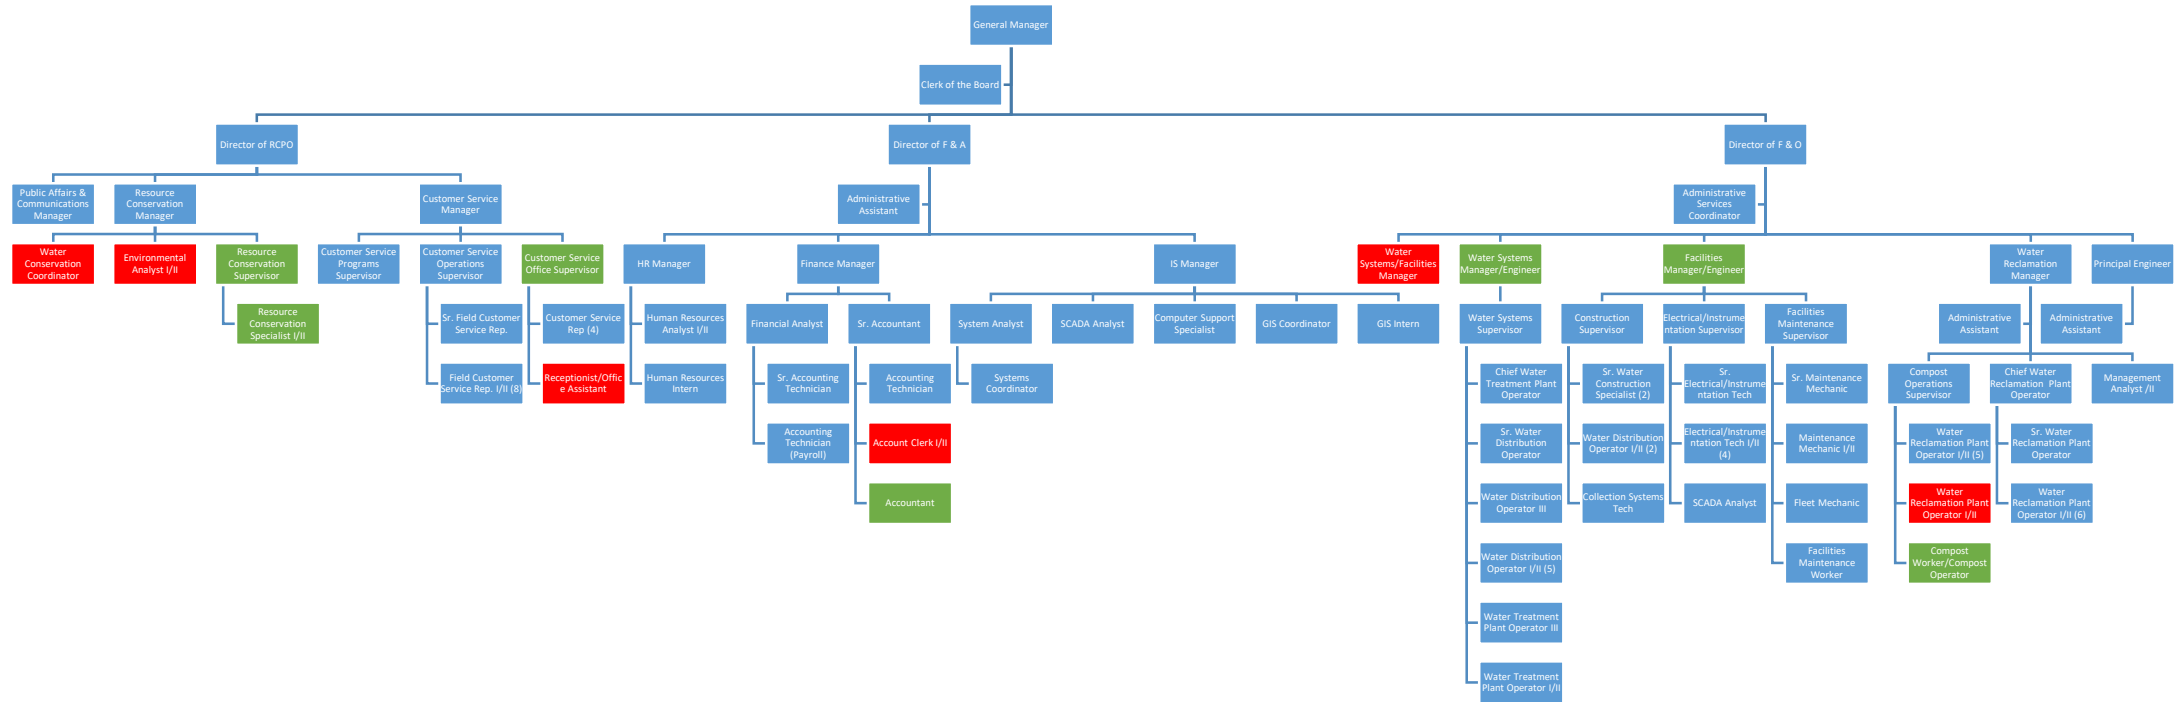 General Manager
Clerk of the Board
Director of RCPO
Director of F & A
Director of F & O
Public Affairs &
Communications
Manager
Resource
Conservation
Manager
Customer Service
Manager
Administrative
Assistant
Administrative
Services
Coordinator
Water
Conservation
Coordinator
Environmental
Analyst I/II
Resource
Conservation
Supervisor
Customer Service
Programs
Supervisor
Customer Service
Operations
Supervisor
Customer Service
Office Supervisor
HR Manager
Finance Manager
IS Manager
Water
Systems/Facilities
Manager
Water Systems
Manager/Engineer
Facilities
Manager/Engineer
Water
Reclamation
Manager
Principal Engineer
Resource
Conservation
Specialist I/II
Sr. Field Customer
Service Rep.
Customer Service
Rep (4)
Human Resources
Analyst I/II
Financial Analyst
Sr. Accountant
System Analyst
SCADA Analyst
Computer Support
Specialist
GIS Coordinator
GIS Intern
Water Systems
Supervisor
Construction
Supervisor
Electrical/Instrume
ntation Supervisor
Facilities
Maintenance
Supervisor
Administrative
Assistant
Administrative
Assistant
Field Customer
Service Rep. I/II (8)
Receptionist/Offic
e Assistant
Human Resources
Intern
Sr. Accounting
Technician
Accounting
Technician
Systems
Coordinator
Chief Water
Treatment Plant
Operator
Sr. Water
Construction
Specialist (2)
Sr.
Electrical/Instrume
ntation Tech
Sr. Maintenance
Mechanic
Compost
Operations
Supervisor
Chief Water
Reclamation Plant
Operator
Management
Analyst /II
Accounting
Technician
(Payroll)
Account Clerk I/II
Sr. Water
Distribution
Operator
Water Distribution
Operator I/II (2)
Electrical/Instrume
ntation Tech I/II
(4)
Maintenance
Mechanic I/II
Water
Reclamation Plant
Operator I/II (5)
Sr. Water
Reclamation Plant
Operator
Accountant
Water Distribution
Operator III
Collection Systems
Tech
SCADA Analyst
Fleet Mechanic
Water
Reclamation Plant
Operator I/II
Water
Reclamation Plant
Operator I/II (6)
Water Distribution
Operator I/II (5)
Facilities
Maintenance
Worker
Compost
Worker/Compost
Operator
Water Treatment
Plant Operator III
Water Treatment
Plant Operator I/II